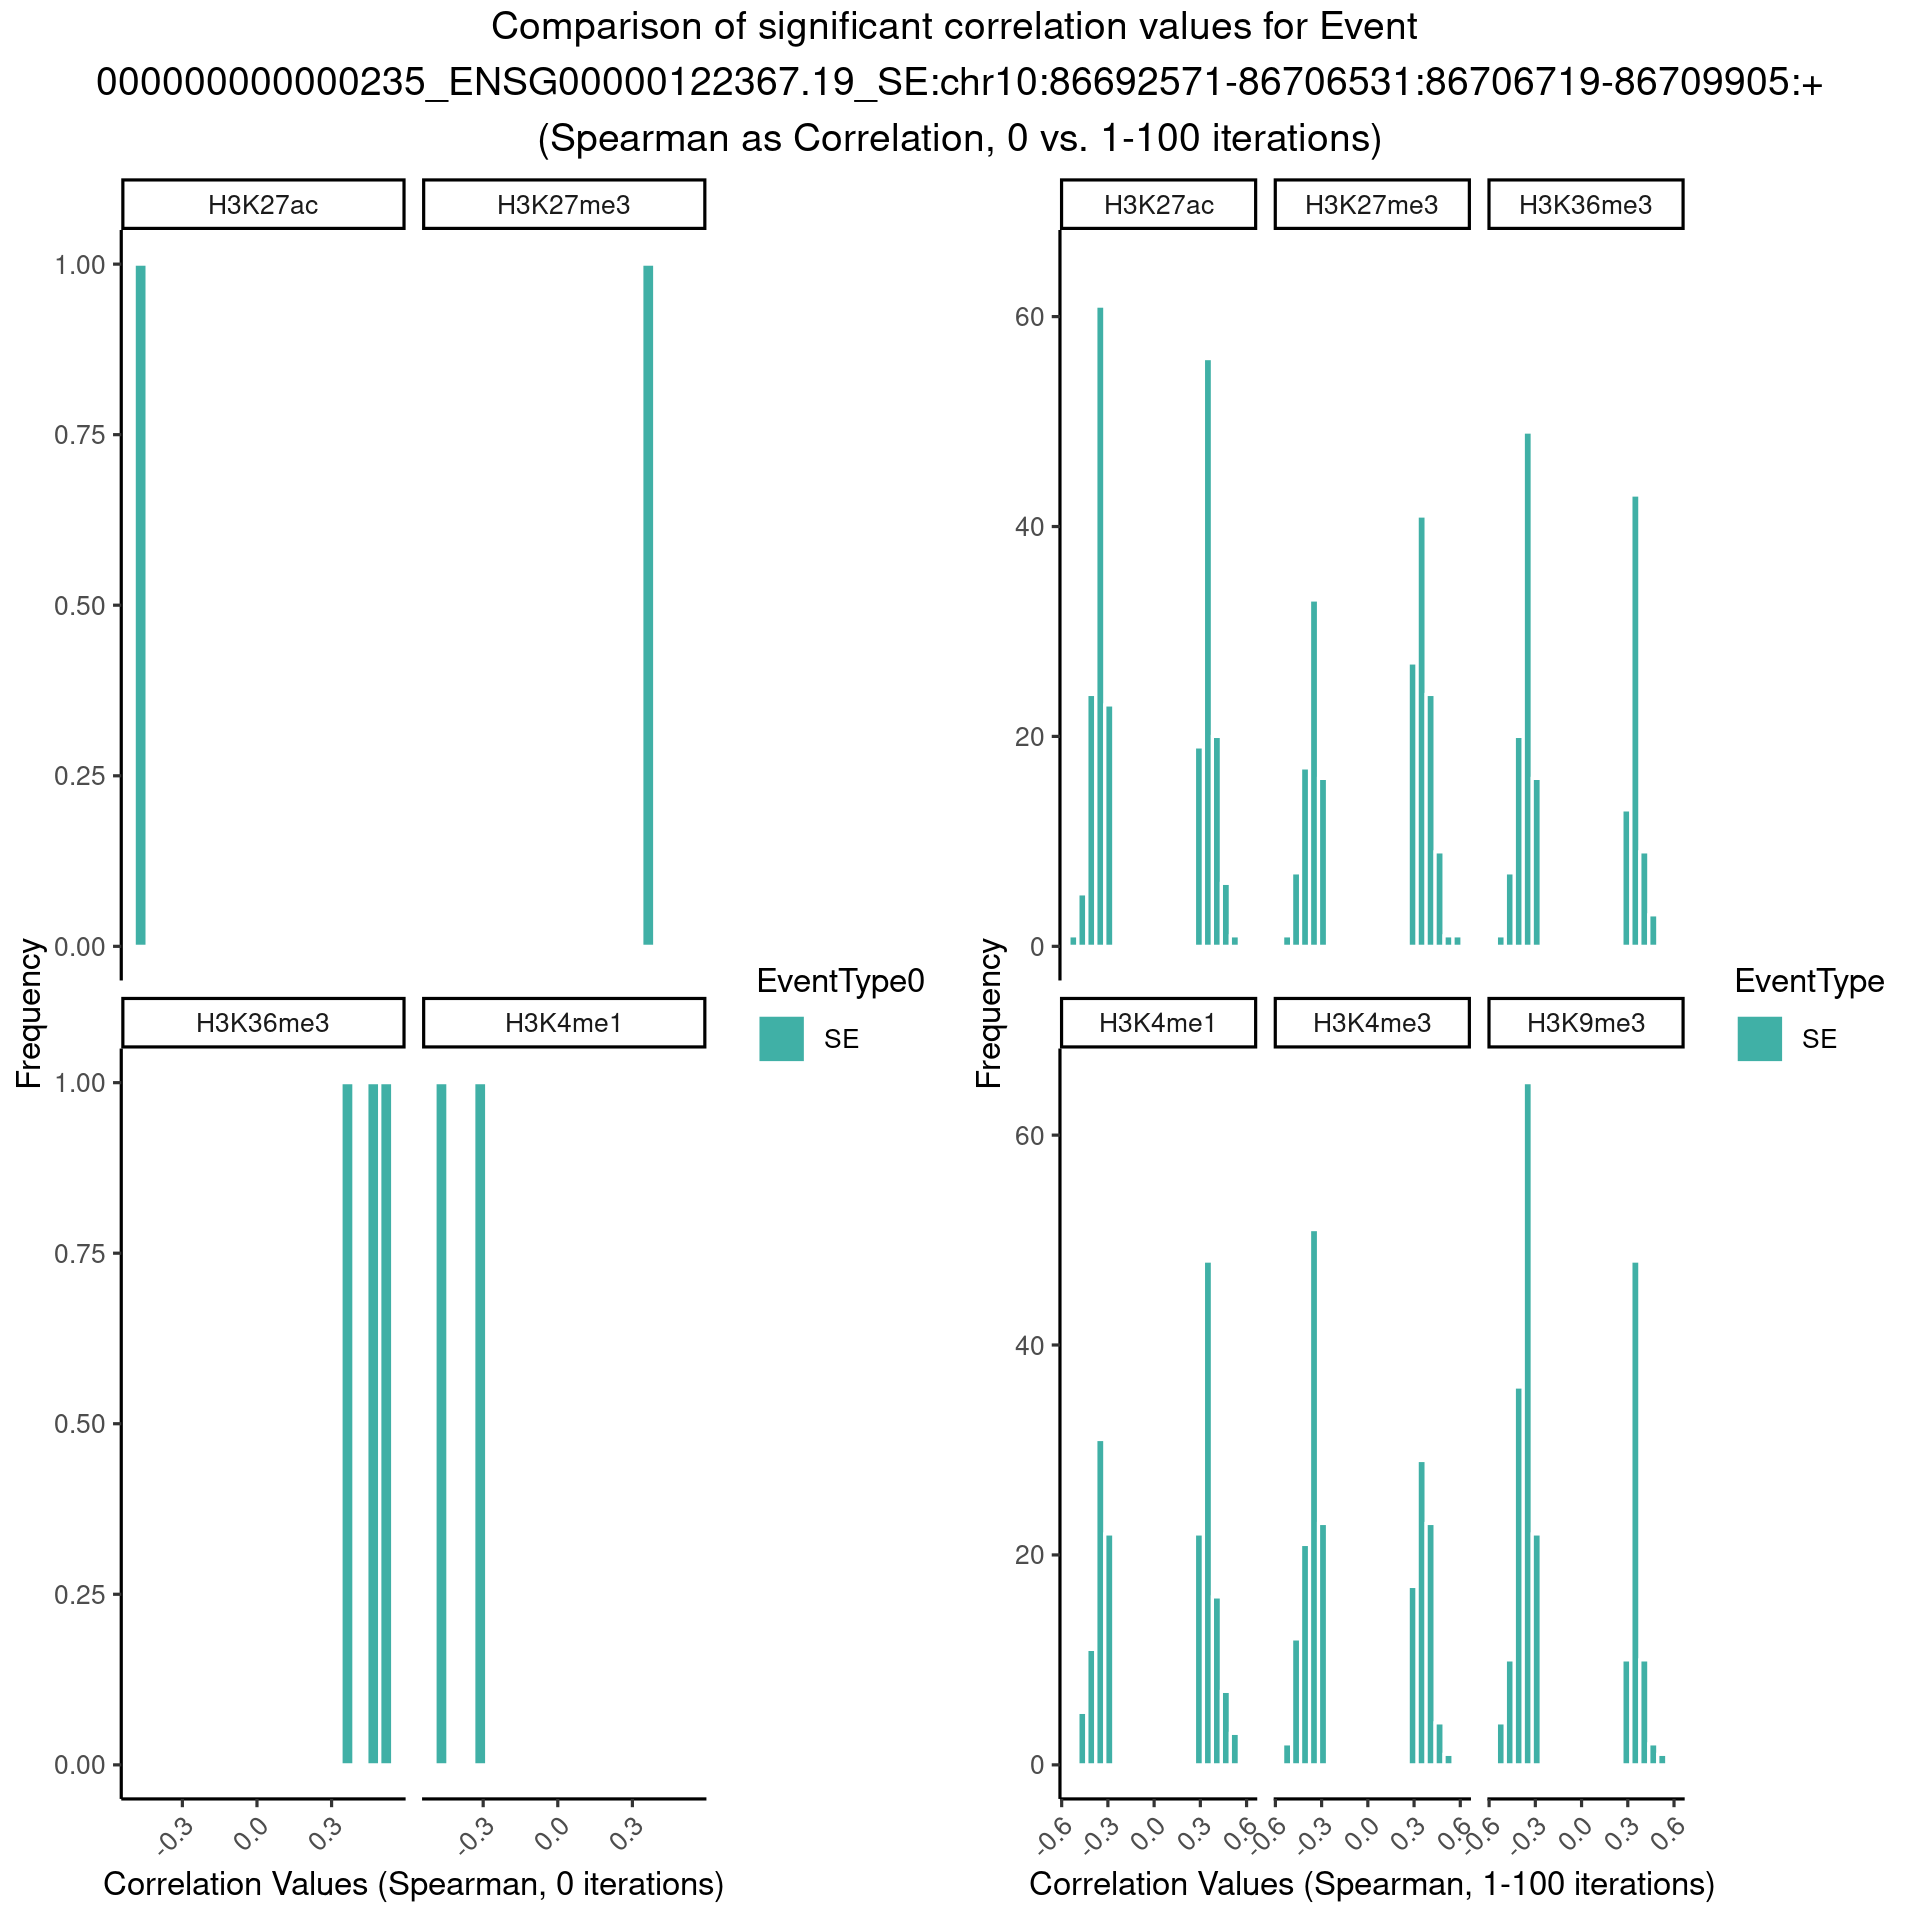 Comparison of significant correlation values for Event
000000000000235_ENSG00000122367.19_SE:chr10:86692571-86706531:86706719-86709905:+
(Spearman as Correlation, 0 vs. 1-100 iterations)
H3K27ac H3K27me3
1.00
0.75
0.50
0.25
0.00
H3K36me3 H3K4me1
1.00
0.75
0.50
0.25
0.00
Frequency
-0.3 0.0 0.3 -0.3 0.0 0.3
Correlation Values (Spearman, 0 iterations)
EventType0
SE
H3K27ac H3K27me3 H3K36me3
60
40
20
0
H3K4me1 H3K4me3 H3K9me3
60
40
20
0
Frequency
-0.6 -0.3 0.0 0.3 0.6 -0.6 -0.3 0.0 0.3 0.6 -0.6 -0.3 0.0 0.3 0.6
Correlation Values (Spearman, 1-100 iterations)
EventType
SE